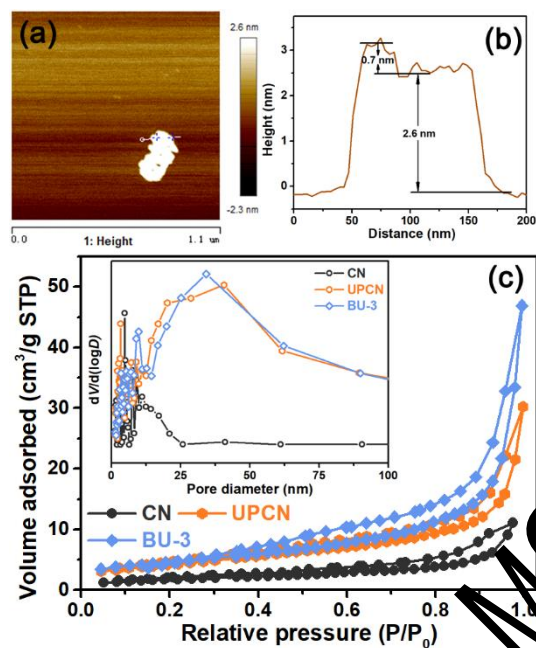 (a)
2.6 nm
-2.3 nm
0.0
1: Height
1.1 um
(b)
Height (nm)
3
2
1
0
0.7 nm
2.6 nm
0
50
100
150
200
Distance (nm)
(c)
Volume adsorbed (cm³/g STP)
50
40
30
20
10
0
dV/d(logD)
CN
UPCN
BU-3
0
25
50
75
100
Pore diameter (nm)
CN
UPCN
BU-3
0.0
0.2
0.4
0.6
0.8
1.0
Relative pressure (P/P₀)